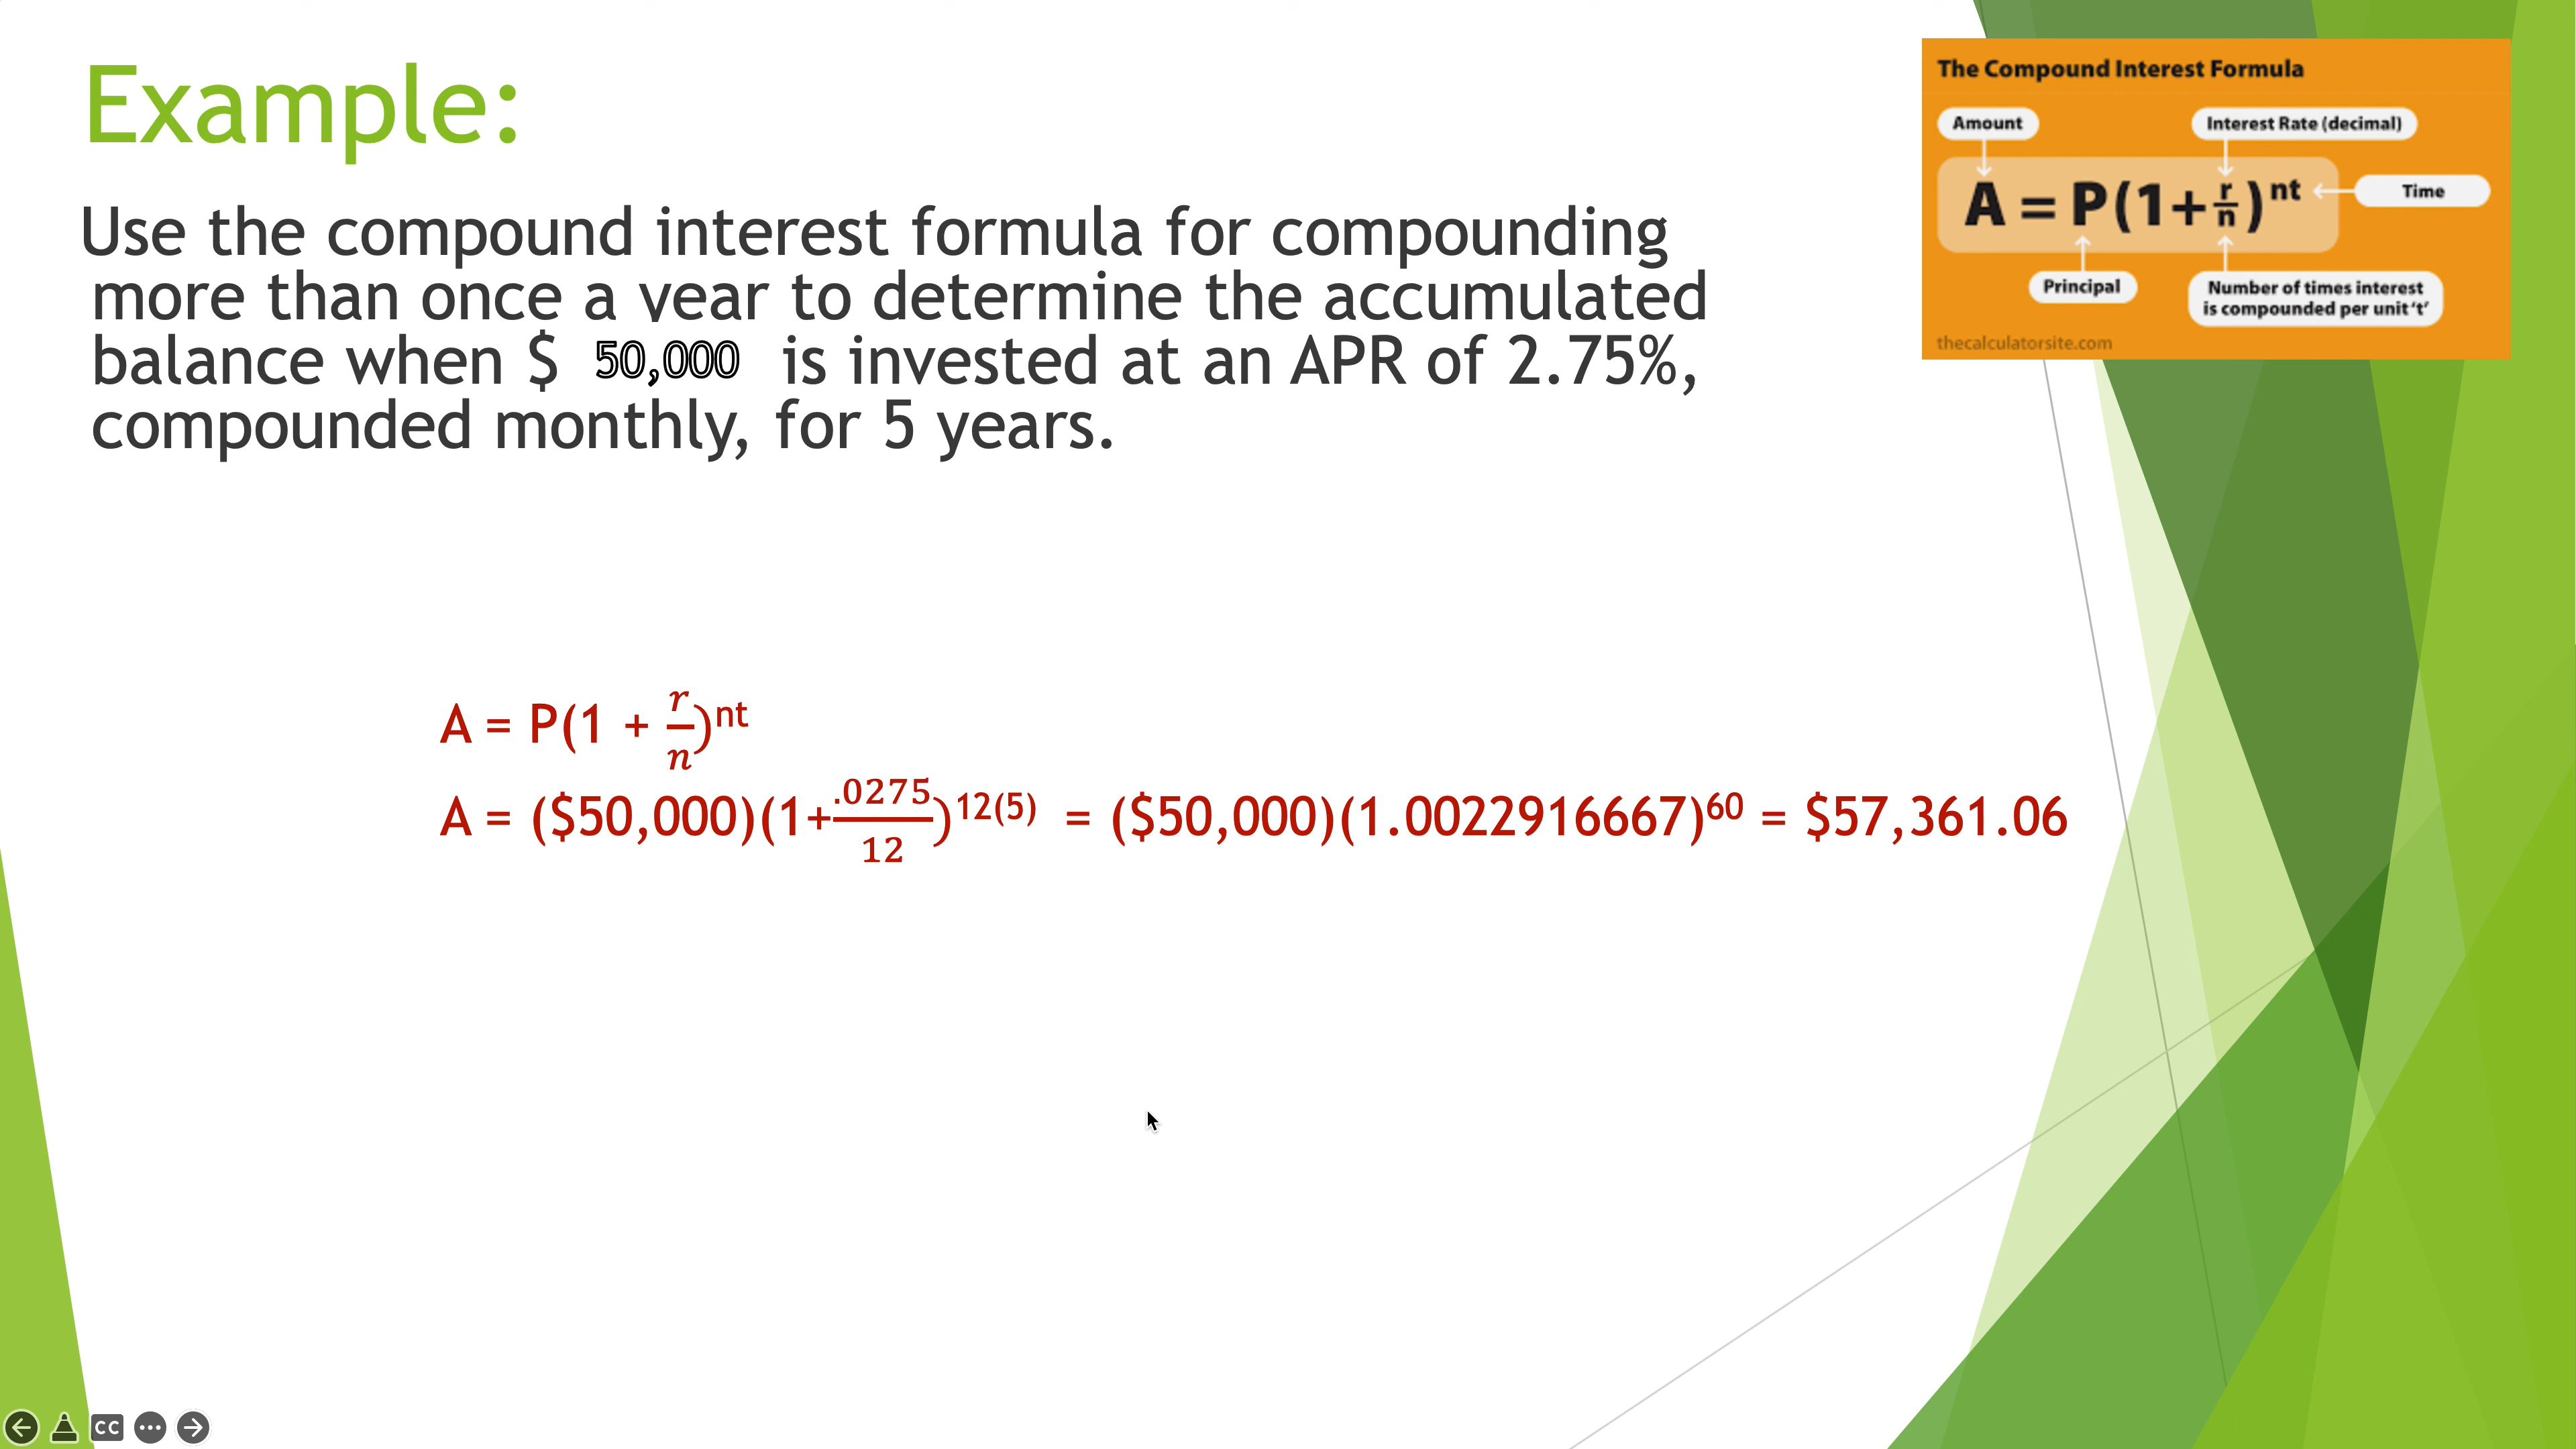 Example:
Use the compound interest formula for compounding
more than once a year to determine the accumulated
balance when $ 50,000 is invested at an APR of 2.75%,
compounded monthly, for 5 years.
The Compound Interest Formula
Amount
Interest Rate (decimal)
A = P(1+r/n)^nt
Time
Principal
Number of times interest
is compounded per unit 't'
thecalculatorsite.com
A = P(1 + r/n)^nt
A = ($50,000)(1+.0275/12)^12(5) = ($50,000)(1.0022916667)^60 = $57,361.06
CC